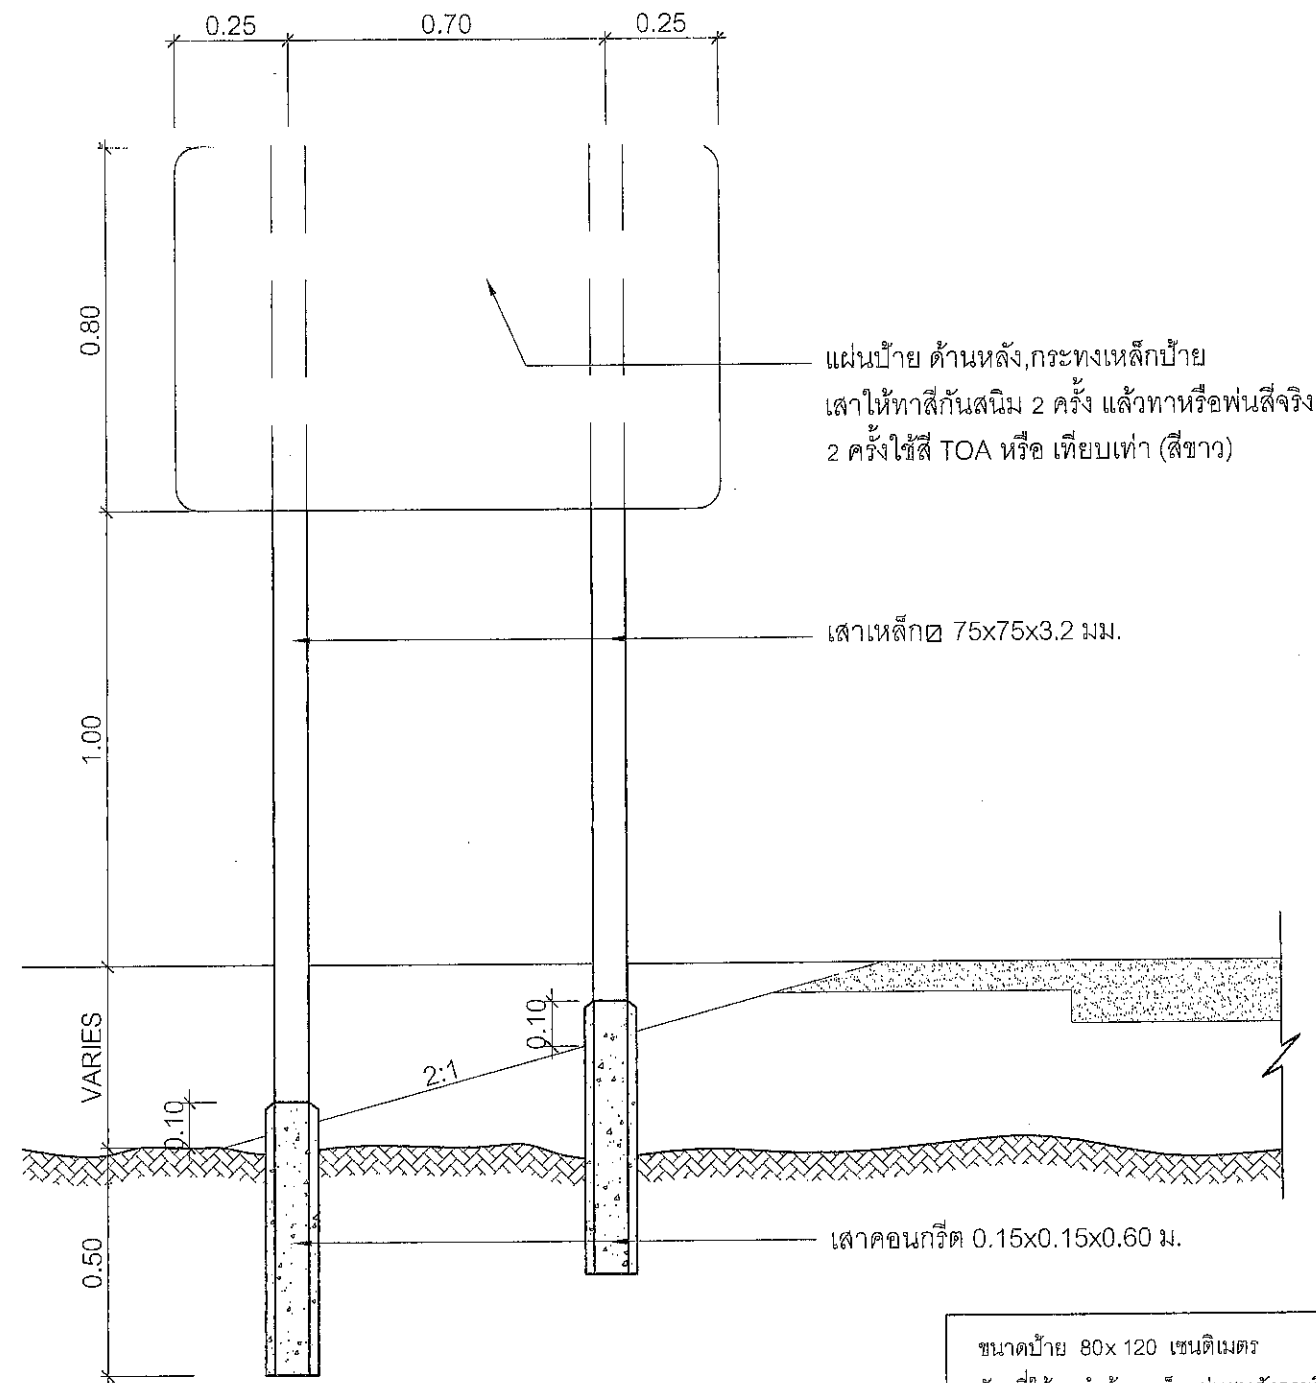 0.25 0.70 0.25
0.80
แผ่นป้าย ด้านหลัง,กระทงเหล็กป้าย
เสาให้ทาสีกันสนิม 2 ครั้ง แล้วทาหรือพ่นสีจริง
2 ครั้งใช้สี TOA หรือ เทียบเท่า (สีขาว)
เสาเหล็ก 75x75x3.2 มม.
1.00
VARIES
0.10
2:1
0.10
0.50
เสาคอนกรีต 0.15x0.15x0.60 ม.
ขนาดป้าย 80x 120 เซนติเมตร